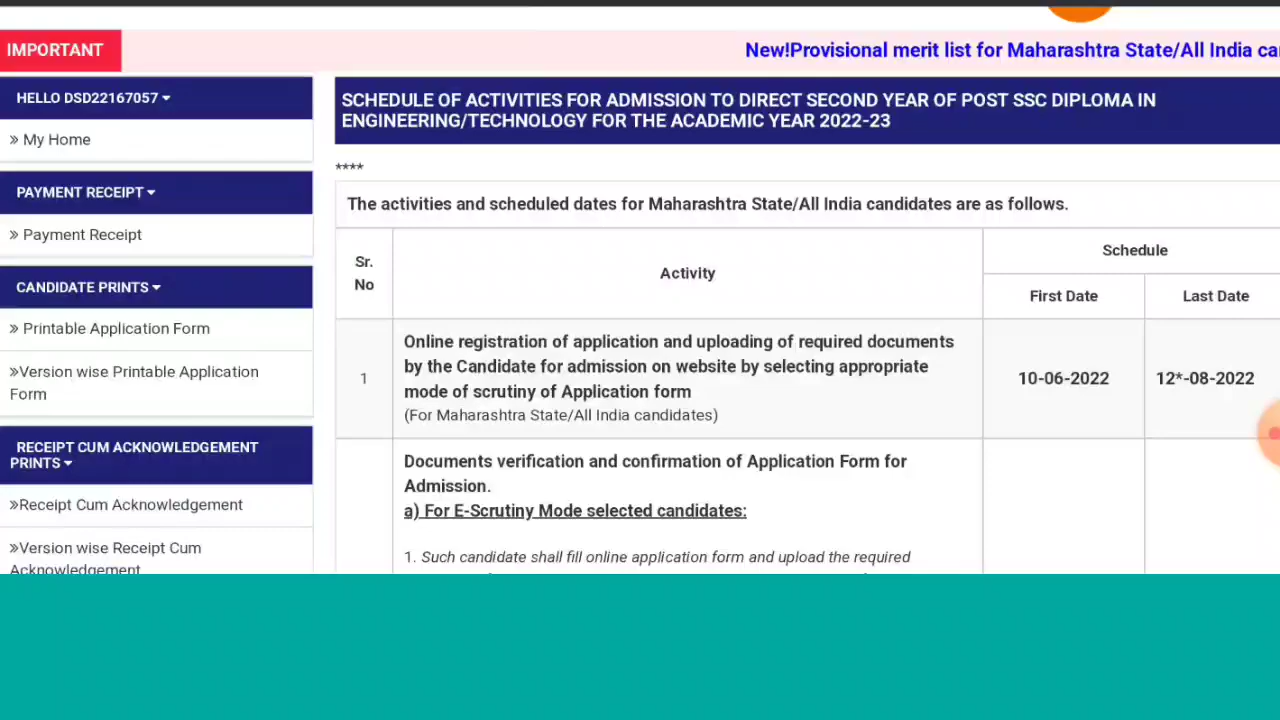 IMPORTANT
New!Provisional merit list for Maharashtra State/All India
HELLO DSD22167057
» My Home
PAYMENT RECEIPT
» Payment Receipt
CANDIDATE PRINTS
» Printable Application Form
»Version wise Printable Application
Form
RECEIPT CUM ACKNOWLEDGEMENT
PRINTS
»Receipt Cum Acknowledgement
»Version wise Receipt Cum
Acknowledgement
SCHEDULE OF ACTIVITIES FOR ADMISSION TO DIRECT SECOND YEAR OF POST SSC DIPLOMA IN
ENGINEERING/TECHNOLOGY FOR THE ACADEMIC YEAR 2022-23
****
The activities and scheduled dates for Maharashtra State/All India candidates are as follows.
Sr.
No
Activity
Schedule
First Date
Last Date
1
Online registration of application and uploading of required documents
by the Candidate for admission on website by selecting appropriate
mode of scrutiny of Application form
(For Maharashtra State/All India candidates)
10-06-2022
12*-08-2022
Documents verification and confirmation of Application Form for
Admission.
a) For E-Scrutiny Mode selected candidates:
1. Such candidate shall fill online application form and upload the required